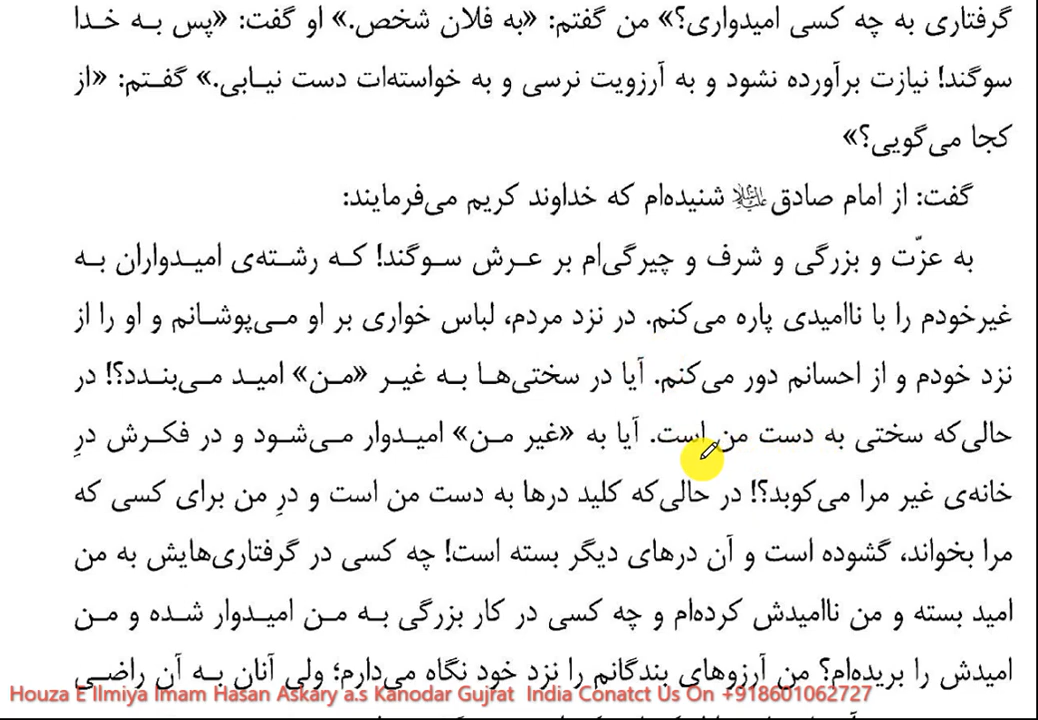 گرفتاری به چه کسی امیدواری؟» من گفتم: «به فلان شخص.» او گفت: «پس بـه خـدا
سوگند! نیازت برآورده نشود و به آرزویت نرسی و به خواسته‌ات دست نیـابی.» گفـتم: «از
کجا می‌گویی؟»
گفت: از امام صادق علیه‌السلام شنیده‌ام که خداوند کریم می‌فرمایند:
به عزّت و بزرگی و شرف و چیرگی‌ام بر عـرش سـوگند! کـه رشـته‌ی امیـدواران بـه
غیرخودم را با ناامیدی پاره می‌کنم. در نزد مردم، لباس خواری بر او مـی‌پوشـانم و او را از
نزد خودم و از احسانم دور می‌کنم. آیا در سختی‌هـا بـه غیـر «مـن» امیـد مـی‌بنـدد؟! در
حالی‌که سختی به دست من است. آیا به «غیر مـن» امیـدوار مـی‌شـود و در فکـرش درِ
خانه‌ی غیر مرا می‌کوبد؟! در حالی‌که کلید درها به دست من است و درِ من برای کسی که
مرا بخواند، گشوده است و آن درهای دیگر بسته است! چه کسی در گرفتاری‌هایش به من
امید بسته و من ناامیدش کرده‌ام و چه کسی در کار بزرگی بـه مـن امیـدوار شـده و مـن
امیدش را بریده‌ام؟ من آرزوهای بندگانم را نزد خود نگاه می‌دارم؛ ولی آنان بـه آن راضـی
Houza E Ilmiya Imam Hasan Askary a.s Kanodar Gujrat India Conatct Us On +918601062727